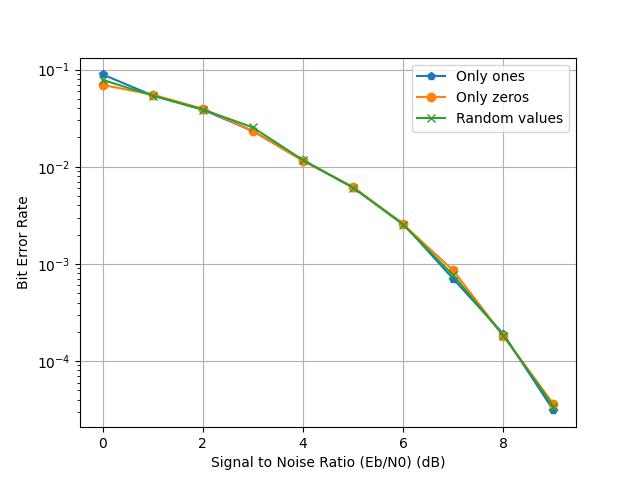 10⁻¹
10⁻²
10⁻³
10⁻⁴
Bit Error Rate
Only ones
Only zeros
Random values
0 2 4 6 8
Signal to Noise Ratio (Eb/N0) (dB)